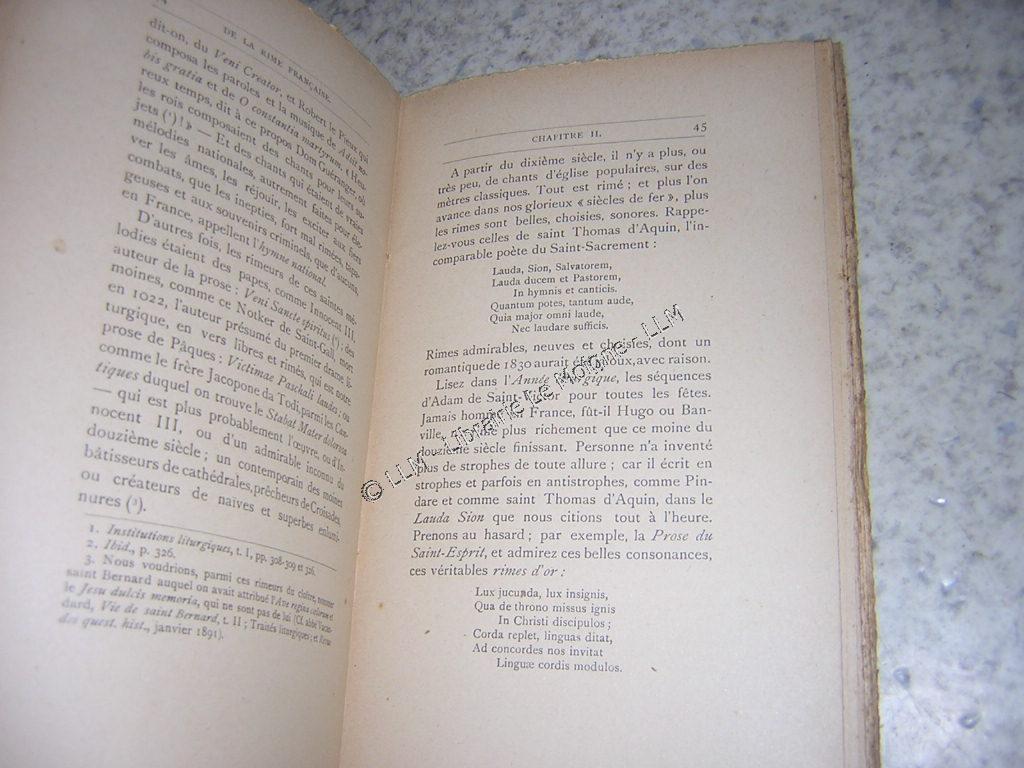 DE LA RIME FRANÇAISE.
dit-on, du Veni Creator, et Robert le Pieux qui
composa les paroles et la musique de Adsit no-
bis gratia et de O constantia martyrum. « Heu-
reux temps, dit à ce propos Dom Guéranger, où
les rois composaient des chants pour leurs su-
jets (¹)! » — Et des chants qui étaient de vraies
mélodies nationales, autrement faites pour éle-
ver les âmes, les réjouir, les exciter aux fiers
combats, que les inepties, fort mal rimées, tapa-
geuses et aux souvenirs criminels, que d'aucuns,
en France, appellent l'hymne national.
D'autres fois, les rimeurs de ces saintes mé-
lodies étaient des papes, comme Innocent III,
auteur de la prose : Veni Sancte spiritus (²); des
moines, comme ce Notker de Saint-Gall, mort
en 1022, l'auteur présumé du premier drame li-
turgique, en vers libres et rimés, qui est notre
prose de Pâques : Victimae Paschali laudes; ou
comme le frère Jacopone da Todi, parmi les Can-
tiques duquel on trouve le Stabat Mater dolorosa
— qui est plus probablement l'œuvre, ou d'In-
nocent III, ou d'un admirable inconnu du
douzième siècle ; un contemporain des moines
bâtisseurs de cathédrales, prêcheurs de Croisades,
ou créateurs de naïves et superbes enlumi-
nures (³).
1. Institutions liturgiques, t. I, pp. 308-309 et 326.
2. Ibid., p. 326.
3. Nous voudrions, parmi ces rimeurs du cloître, nommer
saint Bernard auquel on avait attribué l'Ave regina cœlorum et
le Jesu dulcis memoria, qui ne sont pas de lui (Cf. abbé Vacan-
dard, Vie de saint Bernard, t. II ; Traités liturgiques ; et Revue
des quest. hist., janvier 1891).
CHAPITRE II. 45
A partir du dixième siècle, il n'y a plus, ou
très peu, de chants d'église populaires, sur des
mètres classiques. Tout est rimé ; et plus l'on
avance dans nos glorieux « siècles de fer », plus
les rimes sont belles, choisies, sonores. Rappe-
lez-vous celles de saint Thomas d'Aquin, l'in-
comparable poète du Saint-Sacrement :
Lauda, Sion, Salvatorem,
Lauda ducem et Pastorem,
In hymnis et canticis.
Quantum potes, tantum aude,
Quia major omni laude,
Nec laudare sufficis.
Rimes admirables, neuves et choisies, dont un
romantique de 1830 aurait été jaloux, avec raison.
Lisez dans l'Année liturgique, les séquences
d'Adam de Saint-Victor pour toutes les fêtes.
Jamais homme en France, fût-il Hugo ou Ban-
ville, plus richement que ce moine du
douzième siècle finissant. Personne n'a inventé
plus de strophes de toute allure ; car il écrit en
strophes et parfois en antistrophes, comme Pin-
dare et comme saint Thomas d'Aquin, dans le
Lauda Sion que nous citions tout à l'heure.
Prenons au hasard ; par exemple, la Prose du
Saint-Esprit, et admirez ces belles consonances,
ces véritables rimes d'or :
Lux jucunda, lux insignis,
Qua de throno missus ignis
In Christi discipulos ;
Corda replet, linguas ditat,
Ad concordes nos invitat
Linguæ cordis modulos.
© LLM - Librairie Le Moigne - LLM